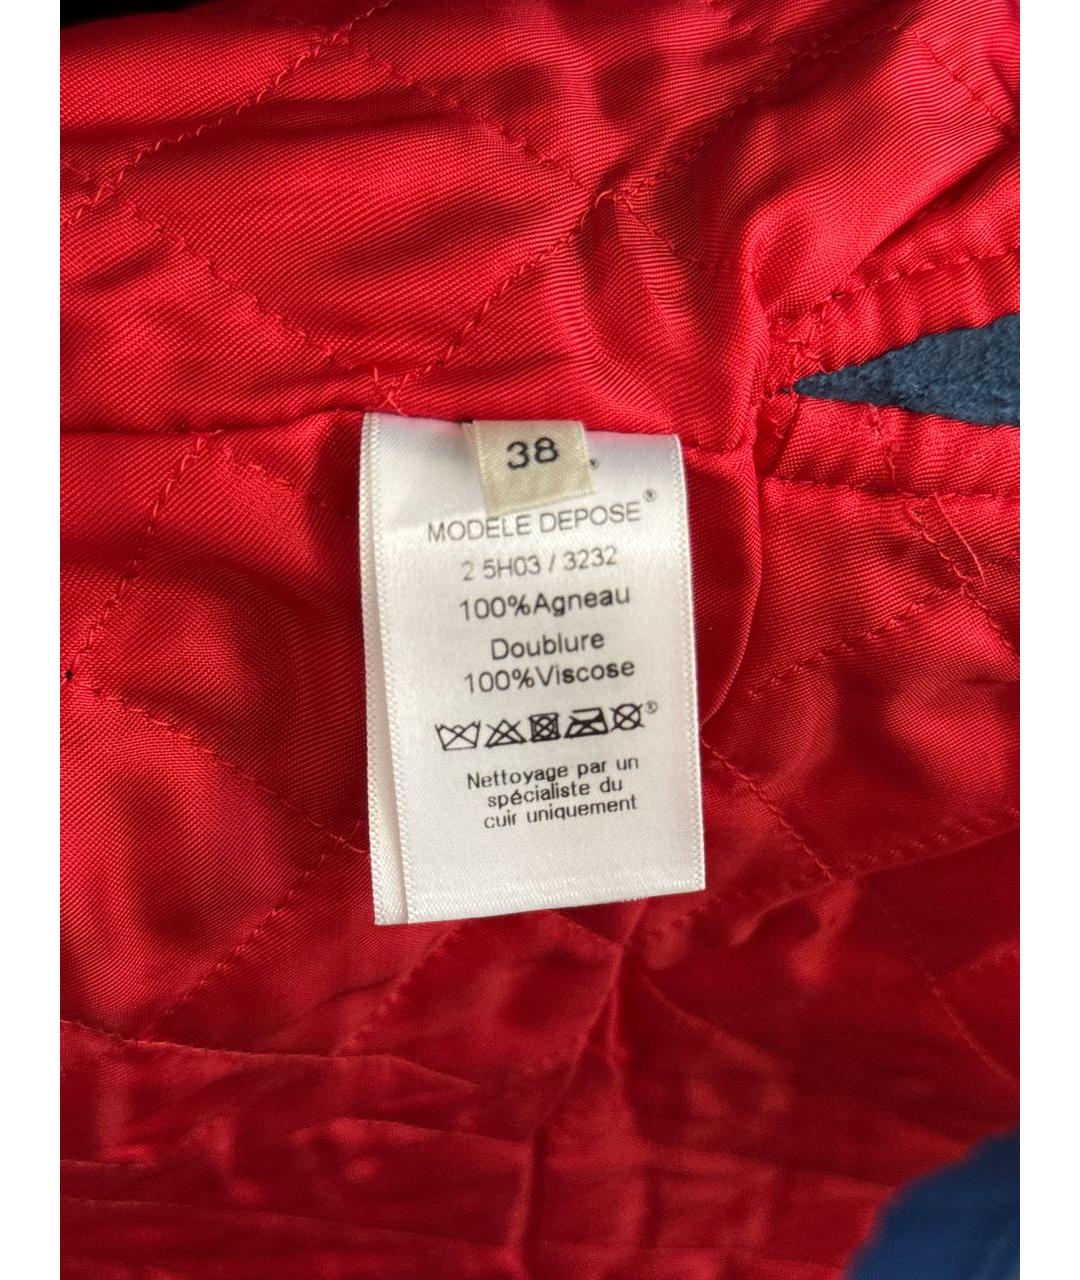 38
®
MODELE DEPOSE®
2 5H03 / 3232
100%Agneau
Doublure
100%Viscose
®
Nettoyage par un
spécialiste du
cuir uniquement